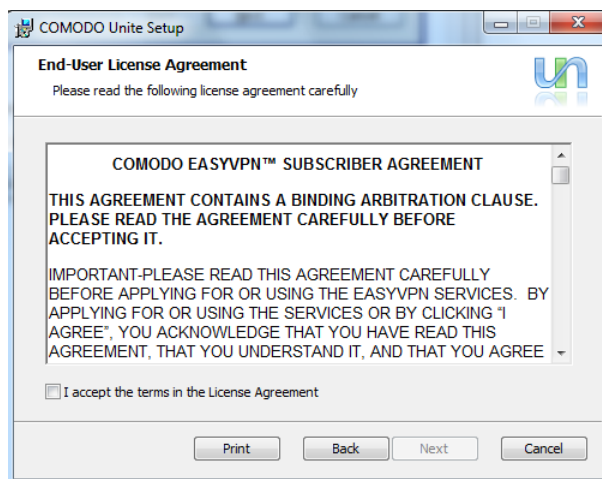 COMODO Unite Setup
End-User License Agreement
Please read the following license agreement carefully
un
COMODO EASYVPN™ SUBSCRIBER AGREEMENT
THIS AGREEMENT CONTAINS A BINDING ARBITRATION CLAUSE.
PLEASE READ THE AGREEMENT CAREFULLY BEFORE
ACCEPTING IT.
IMPORTANT-PLEASE READ THIS AGREEMENT CAREFULLY
BEFORE APPLYING FOR OR USING THE EASYVPN SERVICES.  BY
APPLYING FOR OR USING THE SERVICES OR BY CLICKING “I
AGREE”, YOU ACKNOWLEDGE THAT YOU HAVE READ THIS
AGREEMENT, THAT YOU UNDERSTAND IT, AND THAT YOU AGREE
I accept the terms in the License Agreement
Print Back Next Cancel